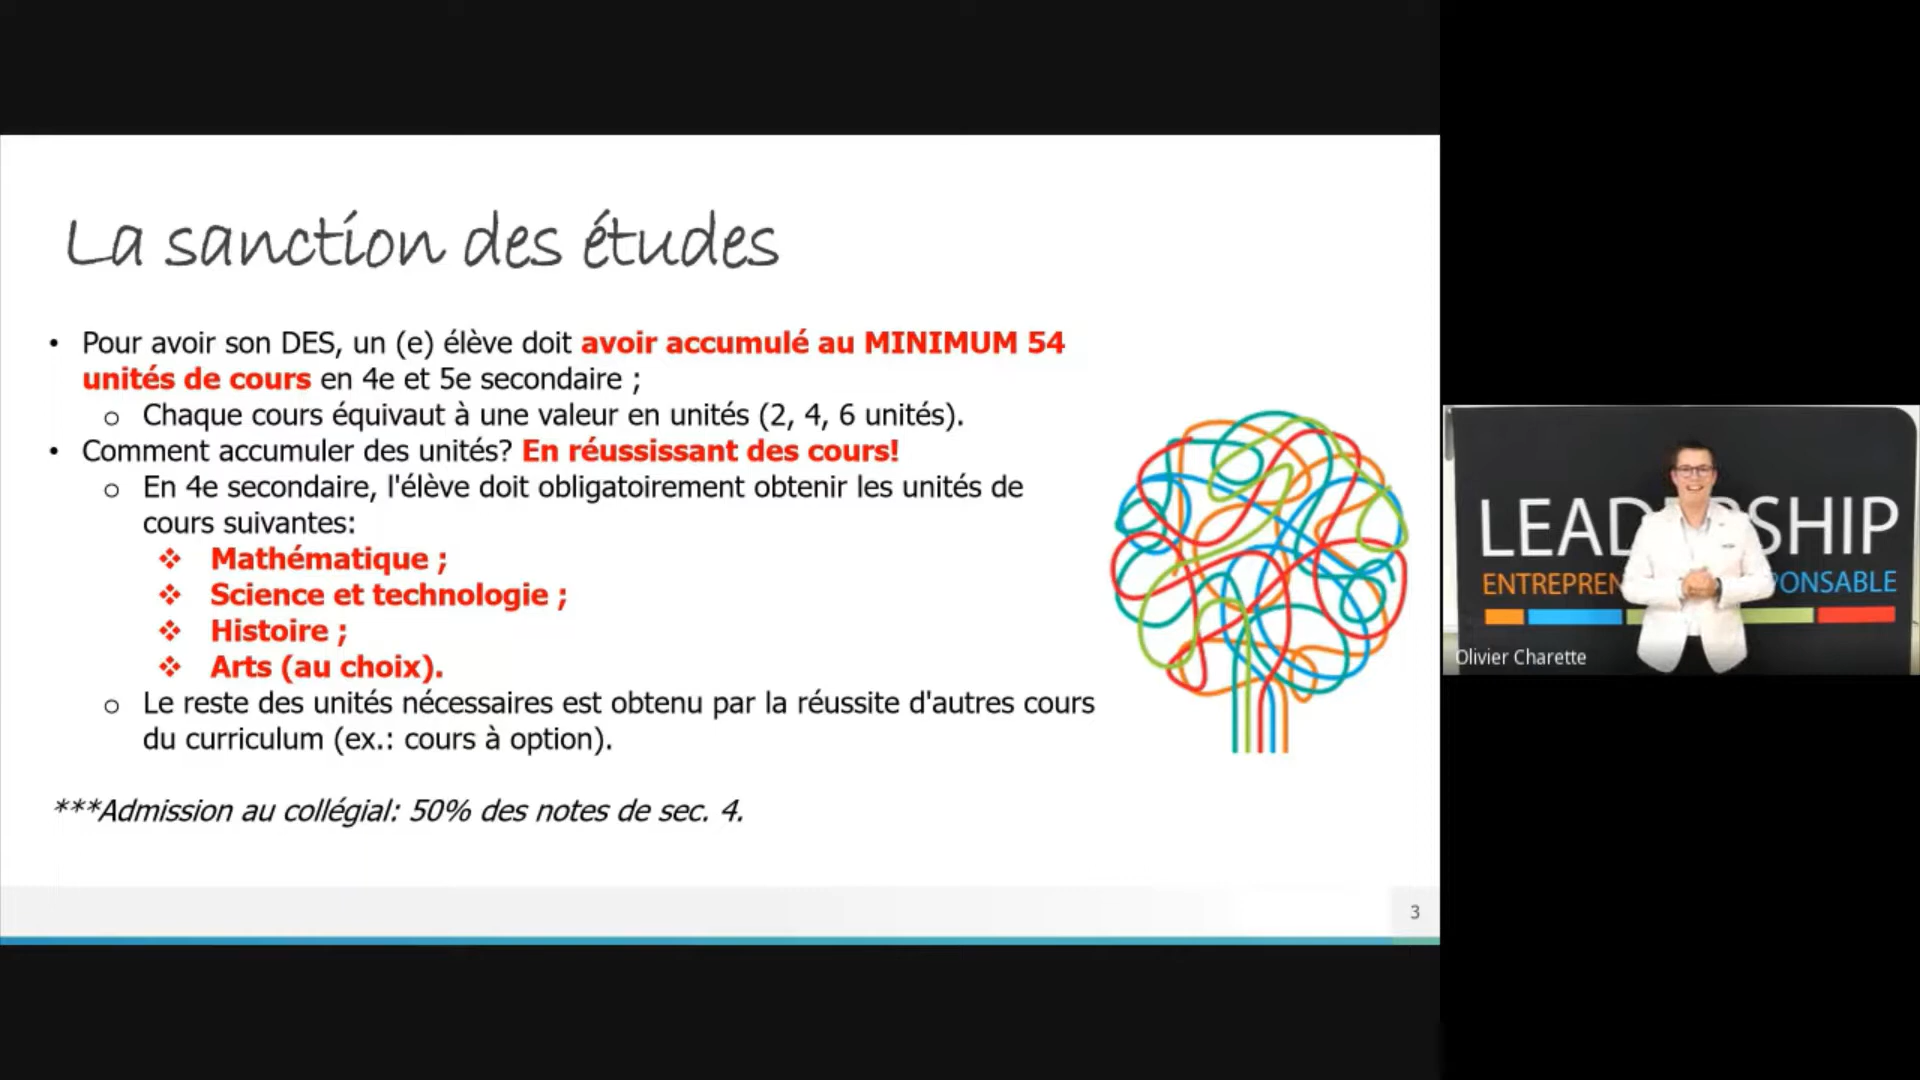 La sanction des études
• Pour avoir son DES, un (e) élève doit avoir accumulé au MINIMUM 54
unités de cours en 4e et 5e secondaire ;
o Chaque cours équivaut à une valeur en unités (2, 4, 6 unités).
• Comment accumuler des unités? En réussissant des cours!
o En 4e secondaire, l'élève doit obligatoirement obtenir les unités de
cours suivantes:
❖ Mathématique ;
❖ Science et technologie ;
❖ Histoire ;
❖ Arts (au choix).
o Le reste des unités nécessaires est obtenu par la réussite d'autres cours
du curriculum (ex.: cours à option).
***Admission au collégial: 50% des notes de sec. 4.
3
LEAD SHIP
ENTREPREN PONSABLE
Olivier Charette